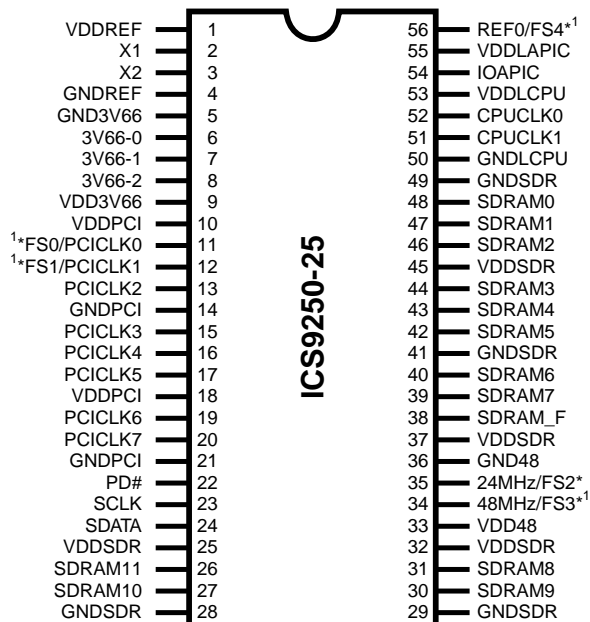 VDDREF 1 56 REF0/FS4*1
X1 2 55 VDDLAPIC
X2 3 54 IOAPIC
GNDREF 4 53 VDDLCPU
GND3V66 5 52 CPUCLK0
3V66-0 6 51 CPUCLK1
3V66-1 7 50 GNDLCPU
3V66-2 8 49 GNDSDR
VDD3V66 9 48 SDRAM0
VDDPCI 10 47 SDRAM1
1*FS0/PCICLK0 11 46 SDRAM2
1*FS1/PCICLK1 12 45 VDDSDR
PCICLK2 13 44 SDRAM3
GNDPCI 14 43 SDRAM4
PCICLK3 15 42 SDRAM5
PCICLK4 16 41 GNDSDR
PCICLK5 17 40 SDRAM6
VDDPCI 18 39 SDRAM7
PCICLK6 19 38 SDRAM_F
PCICLK7 20 37 VDDSDR
GNDPCI 21 36 GND48
PD# 22 35 24MHz/FS2*
SCLK 23 34 48MHz/FS3*1
SDATA 24 33 VDD48
VDDSDR 25 32 VDDSDR
SDRAM11 26 31 SDRAM8
SDRAM10 27 30 SDRAM9
GNDSDR 28 29 GNDSDR
ICS9250-25